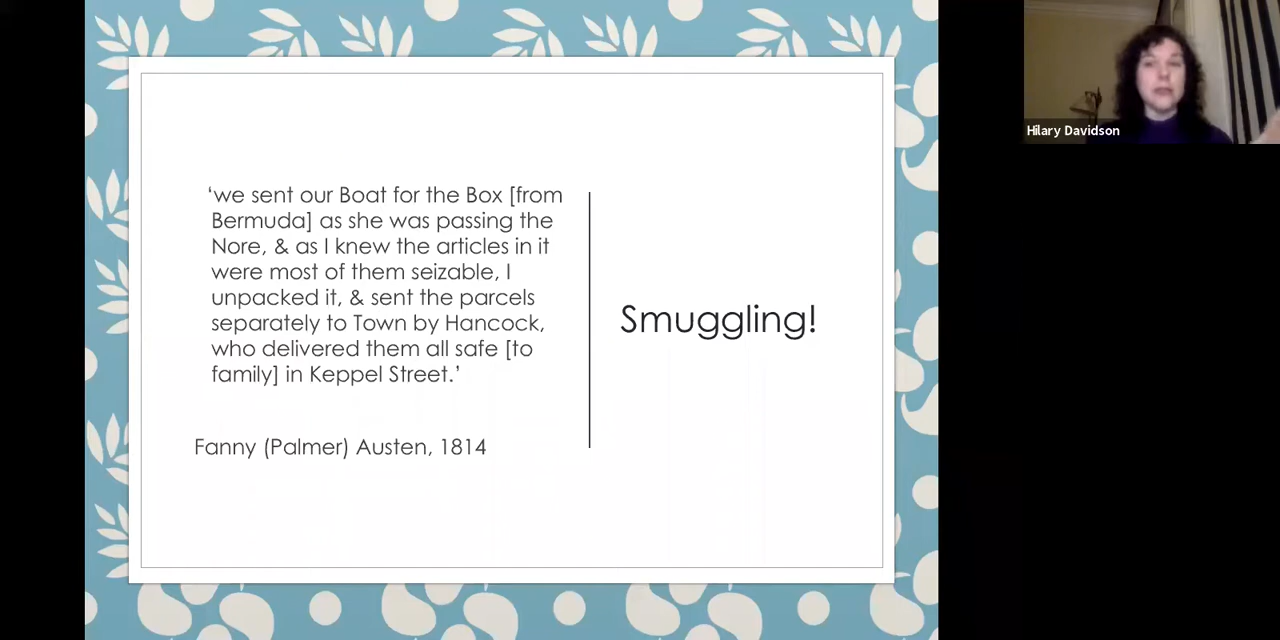 ‘we sent our Boat for the Box [from
Bermuda] as she was passing the
Nore, & as I knew the articles in it
were most of them seizable, I
unpacked it, & sent the parcels
separately to Town by Hancock,
who delivered them all safe [to
family] in Keppel Street.’
Fanny (Palmer) Austen, 1814
Smuggling!
Hilary Davidson